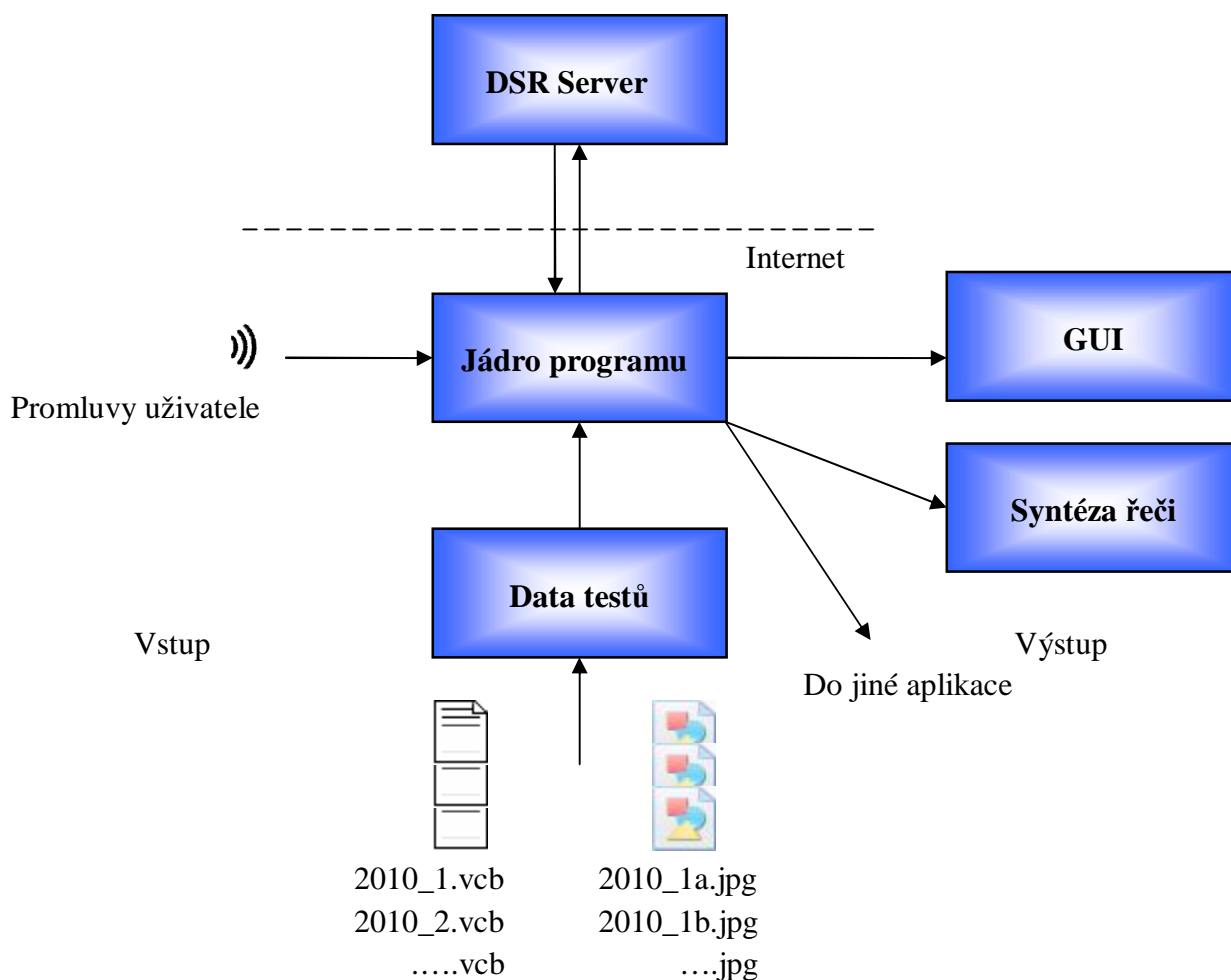 DSR Server
Internet
GUI
Jádro programu
Promluvy uživatele
Syntéza řeči
Data testů
Vstup
Výstup
Do jiné aplikace
2010_1.vcb
2010_1a.jpg
2010_2.vcb
2010_1b.jpg
.….vcb
….jpg